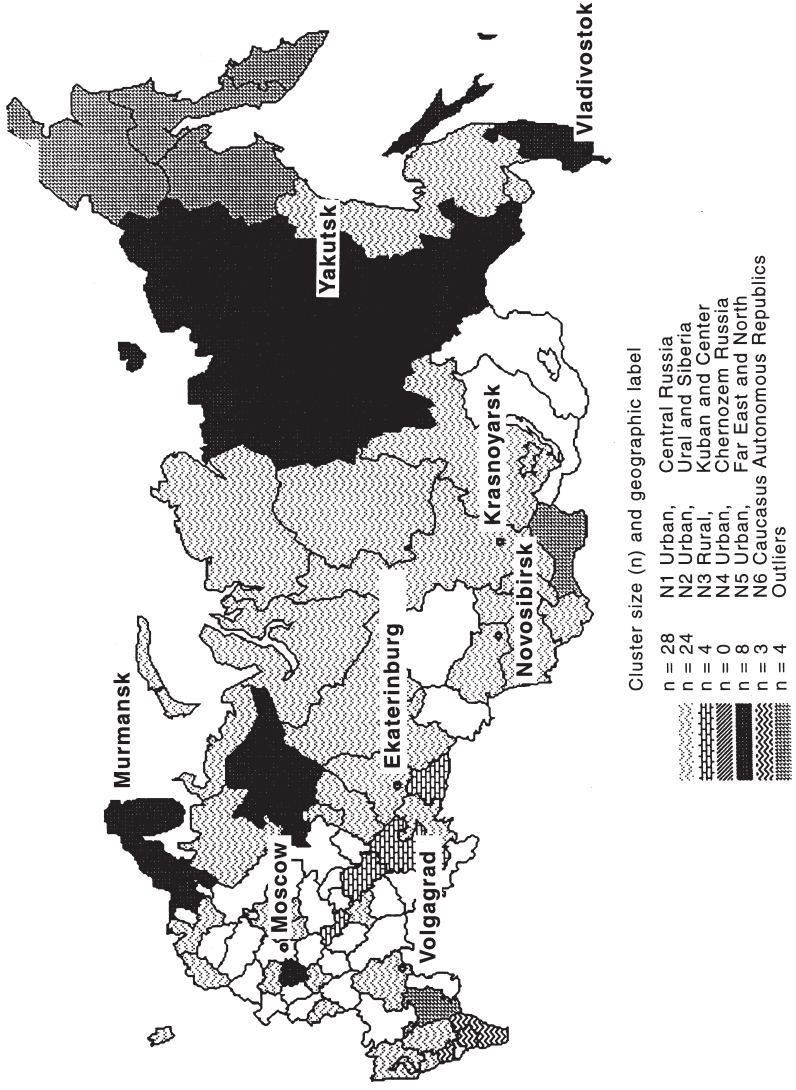 Murmansk
Moscow
Volgagrad
Ekaterinburg
Novosibirsk
Krasnoyarsk
Yakutsk
Vladivostok
Cluster size (n) and geographic label
n = 28 N1 Urban, Central Russia
n = 24 N2 Urban, Ural and Siberia
n = 4 N3 Rural, Kuban and Center
n = 0 N4 Urban, Chernozem Russia
n = 8 N5 Urban, Far East and North
n = 3 N6 Caucasus Autonomous Republics
n = 4 Outliers